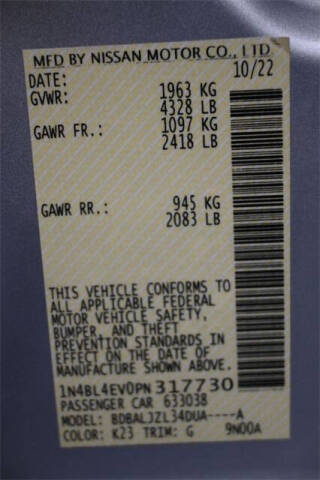 MFD BY NISSAN MOTOR CO., LTD
DATE: 10/22
GVWR: 1963 KG
4328 LB
GAWR FR.: 1097 KG
2418 LB
GAWR RR.: 945 KG
2083 LB
THIS VEHICLE CONFORMS TO
ALL APPLICABLE FEDERAL
MOTOR VEHICLE SAFETY,
BUMPER, AND THEFT
PREVENTION STANDARDS IN
EFFECT ON THE DATE OF
MANUFACTURE SHOWN ABOVE.
1N4BL4EV0PN317730
PASSENGER CAR 633038
MODEL: BDBALJZL34DUA----A
COLOR: K23 TRIM: G 9N00A